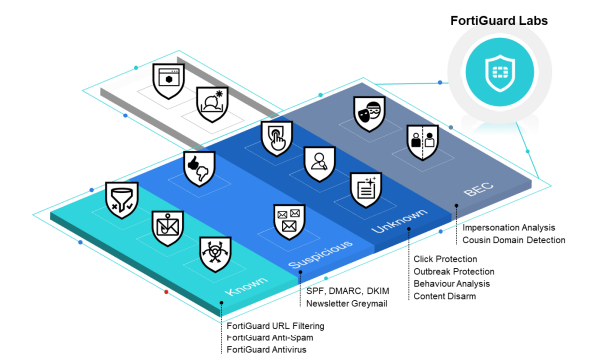 FortiGuard Labs
BEC
Unknown
Suspicious
Known
Impersonation Analysis
Cousin Domain Detection
Click Protection
Outbreak Protection
Behaviour Analysis
Content Disarm
SPF, DMARC, DKIM
Newsletter Greymail
FortiGuard URL Filtering
FortiGuard Anti-Spam
FortiGuard Antivirus